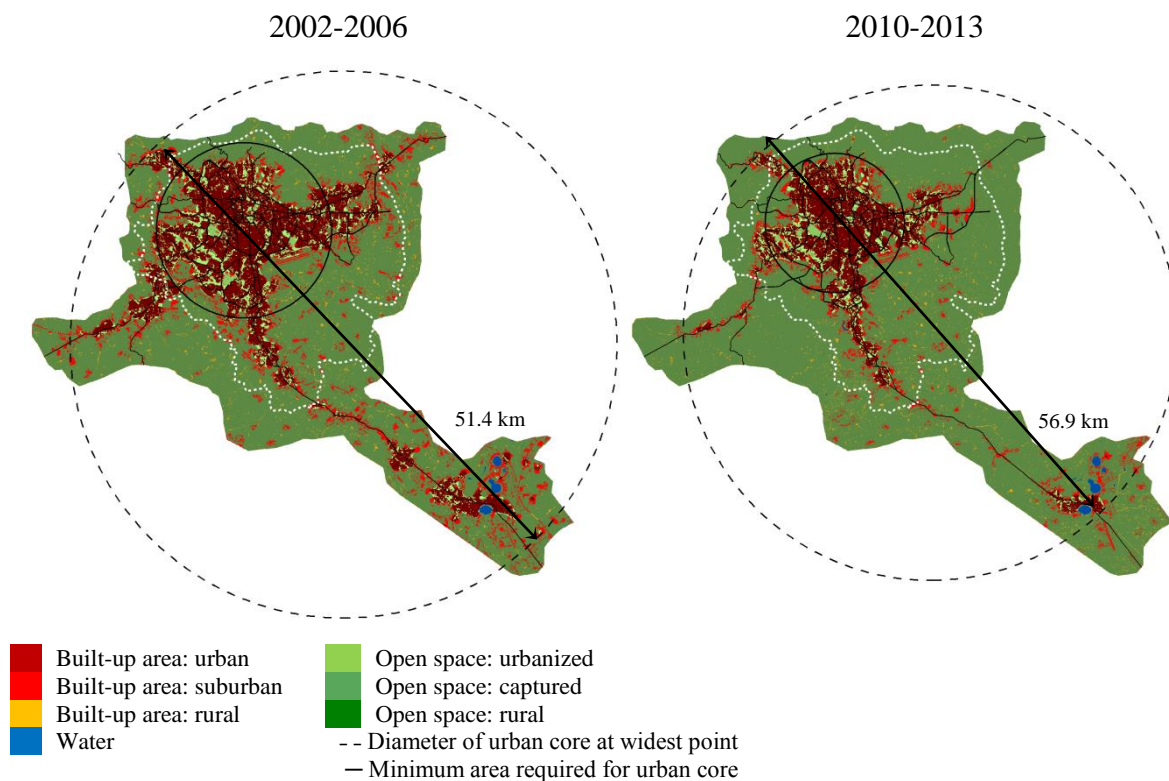 2002-2006
2010-2013
51.4 km
56.9 km
Built-up area: urban
Built-up area: suburban
Built-up area: rural
Water
Open space: urbanized
Open space: captured
Open space: rural
-- Diameter of urban core at widest point
— Minimum area required for urban core